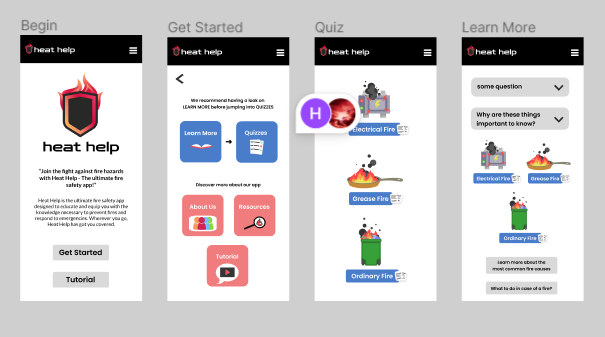 Begin
heat help
heat help
"Join the fight against fire hazards
with Heat Help - The ultimate fire
safety app!"
Heat Help is the ultimate fire safety app
designed to educate and equip you with the
knowledge necessary to prevent fires and
respond to emergencies. Wherever you go,
Heat Help has got you covered.
Get Started
Tutorial
Get Started
heat help
We recommend having a look on
LEARN MORE before jumping into QUIZZES
Learn More
Quizzes
Discover more about our app
About Us
Resources
Tutorial
Quiz
heat help
H
Electrical Fire
Grease Fire
Ordinary Fire
Learn More
heat help
some question
Why are these things
important to know?
Electrical Fire
Grease Fire
Ordinary Fire
Learn more about the
most common fire causes
What to do in case of a fire?